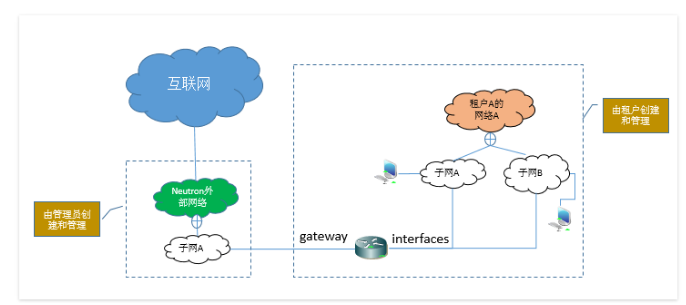 互联网
租户A的
网络A
由租户创建
和管理
子网A
子网B
Neutron外
部网络
由管理员创
建和管理
子网A
gateway
interfaces